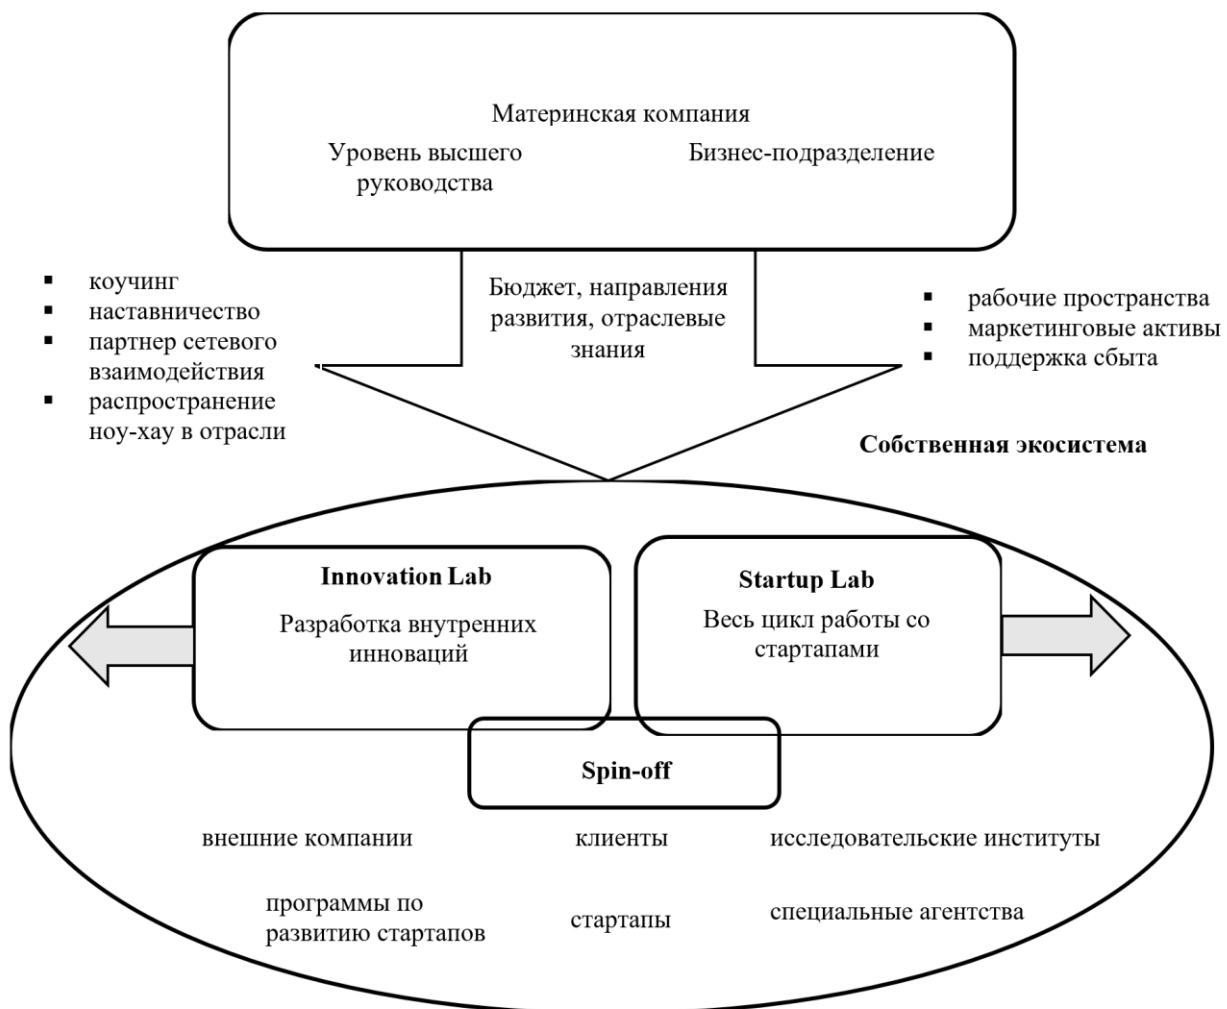 Материнская компания
Уровень высшего
руководства
Бизнес-подразделение
▪ коучинг
▪ наставничество
▪ партнер сетевого
взаимодействия
▪ распространение
ноу-хау в отрасли
Бюджет, направления
развития, отраслевые
знания
▪ рабочие пространства
▪ маркетинговые активы
▪ поддержка сбыта
Собственная экосистема
Innovation Lab
Разработка внутренних
инноваций
Startup Lab
Весь цикл работы со
стартапами
Spin-off
внешние компании
клиенты
исследовательские институты
программы по
развитию стартапов
стартапы
специальные агентства